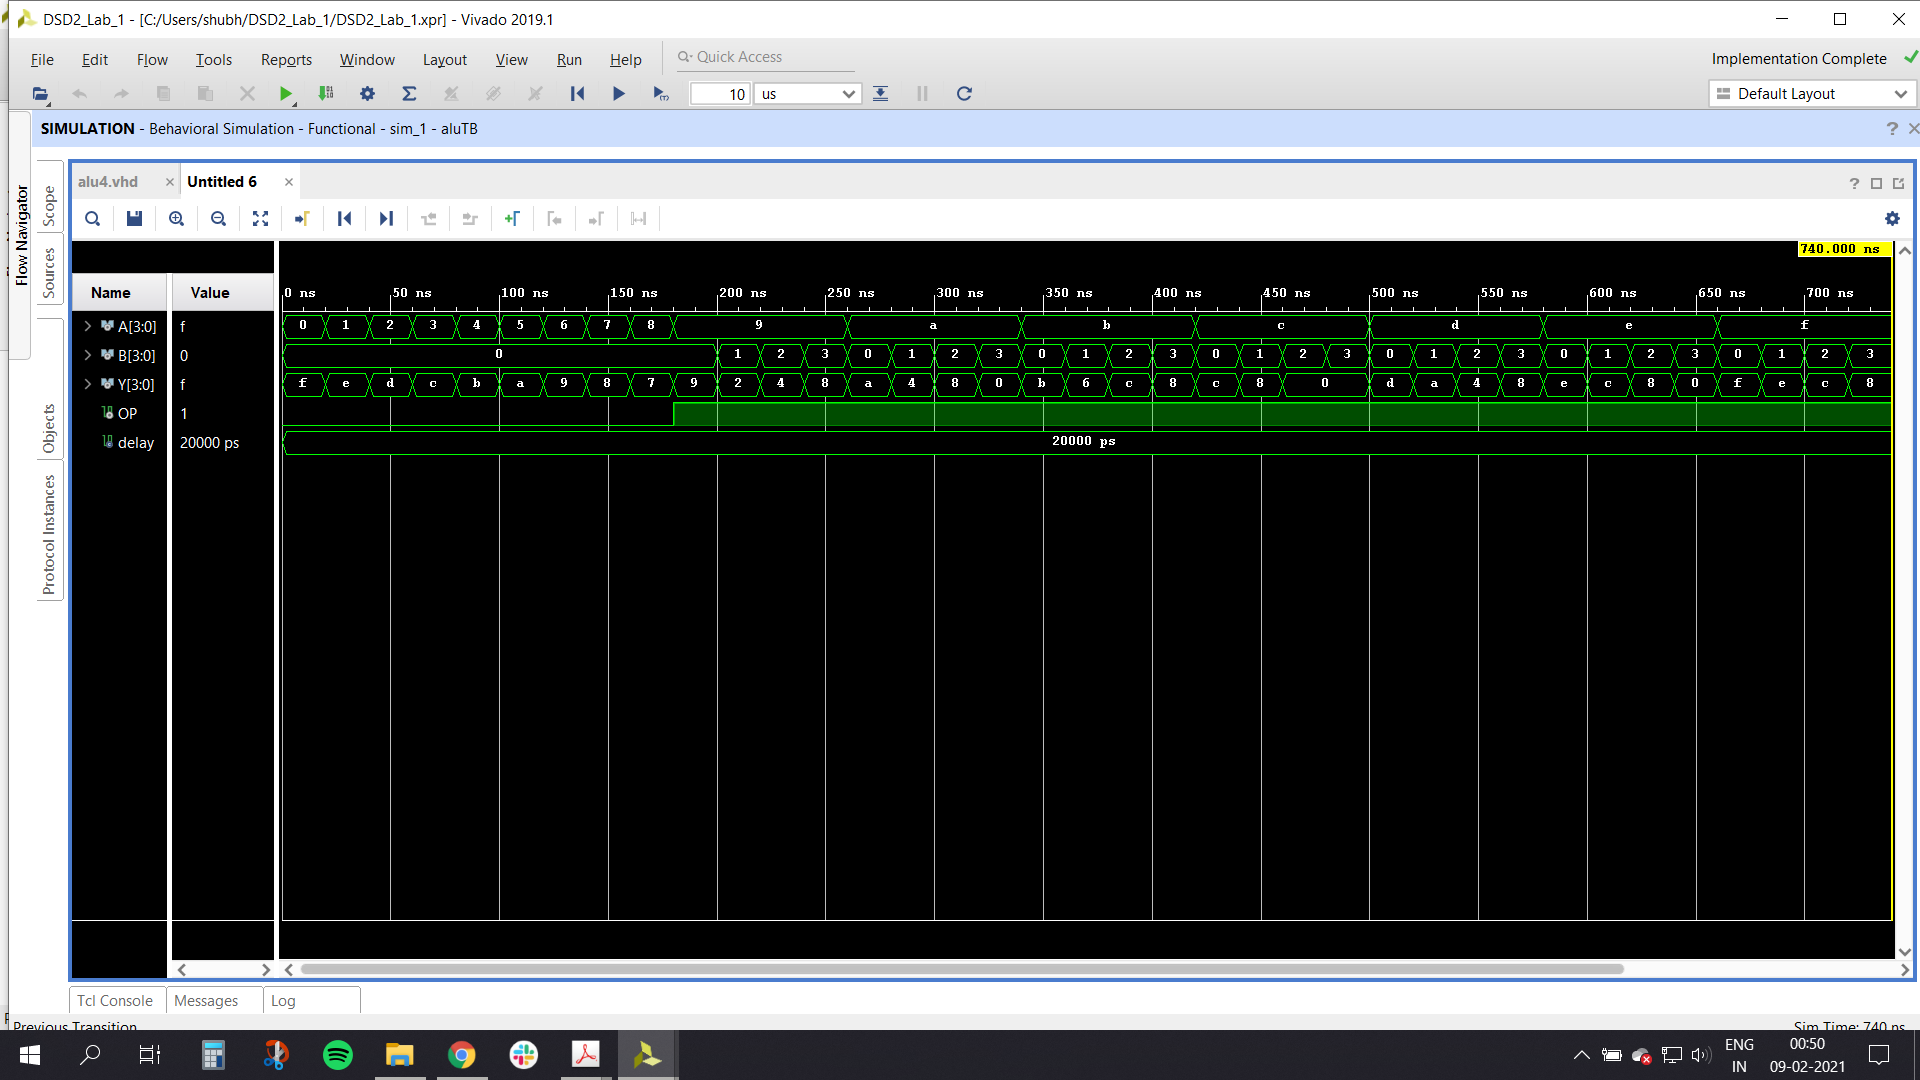 DSD2_Lab_1 - [C:/Users/shubh/DSD2_Lab_1/DSD2_Lab_1.xpr] - Vivado 2019.1
File Edit Flow Tools Reports Window Layout View Run Help Quick Access Implementation Complete
10 us Default Layout
SIMULATION - Behavioral Simulation - Functional - sim_1 - aluTB
Flow Navigator
Scope
Sources
Objects
Protocol Instances
alu4.vhd Untitled 6
740.000 ns
Name Value 0 ns 50 ns 100 ns 150 ns 200 ns 250 ns 300 ns 350 ns 400 ns 450 ns 500 ns 550 ns 600 ns 650 ns 700 ns
A[3:0] f 0 1 2 3 4 5 6 7 8 9 a b c d e f
B[3:0] 0 0 1 2 3 0 1 2 3 0 1 2 3 0 1 2 3 0 1 2 3 0 1 2 3 0 1 2 3
Y[3:0] f f e d c b a 9 8 7 9 2 4 8 a 4 8 0 b 6 c 8 c 8 0 d a 4 8 e c 8 0 f e c 8
OP 1
delay 20000 ps 20000 ps
Tcl Console Messages Log
Previous Transition Sim Time: 740 ns
ENG 00:50
IN 09-02-2021